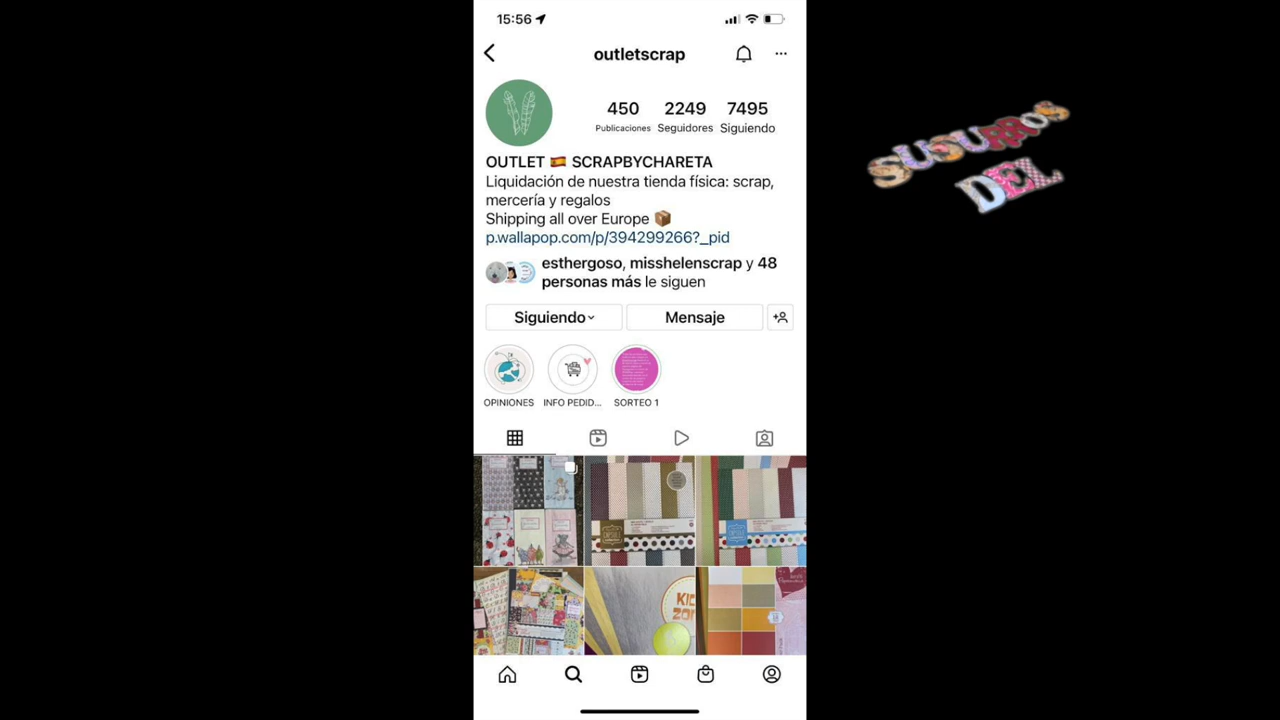 15:56
outletscrap
450
2249
7495
Publicaciones
Seguidores
Siguiendo
OUTLET 🇪🇸 SCRAPBYCHARETA
Liquidación de nuestra tienda física: scrap,
mercería y regalos
Shipping all over Europe 📦
p.wallapop.com/p/394299266?_pid
esthergoso, misshelenscrap y 48
personas más le siguen
Siguiendo
Mensaje
OPINIONES
INFO PEDID...
SORTEO 1
SUSURROS
DEL